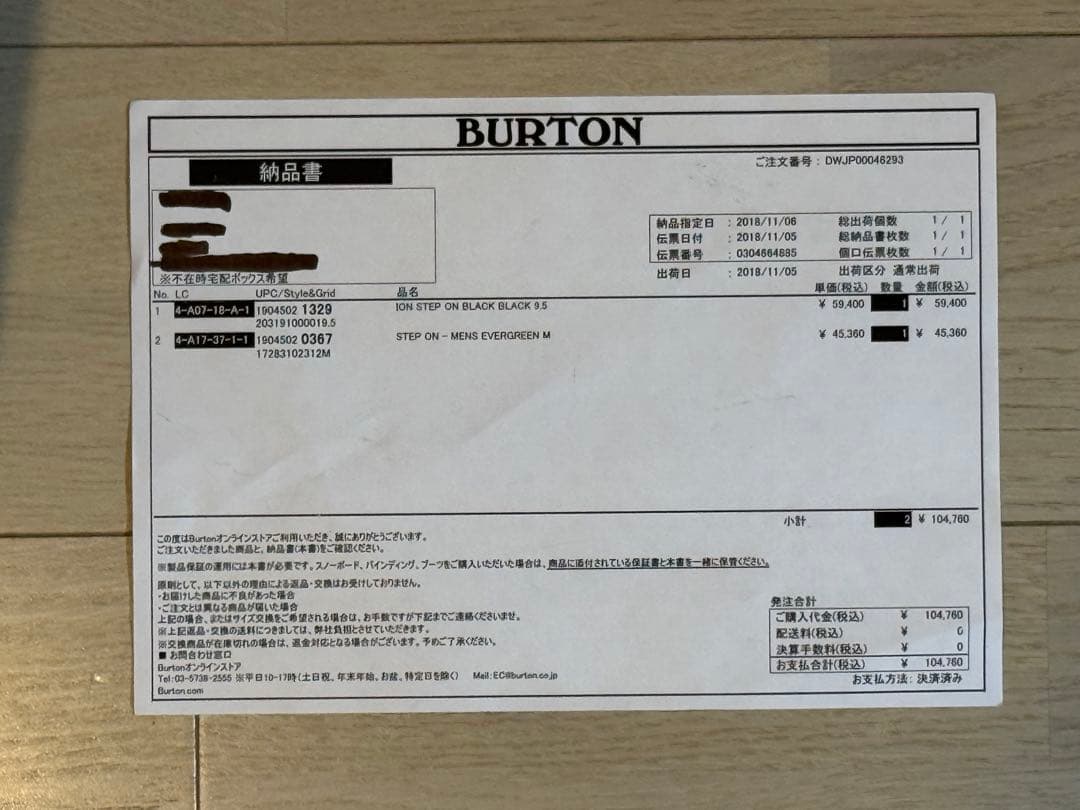 BURTON
納品書
ご注文番号 : DWJP00046293
※不在時宅配ボックス希望
納品指定日 : 2018/11/06 総出荷個数 1 / 1
伝票日付 : 2018/11/05 総納品書枚数 1 / 1
伝票番号 : 0304664885 個口伝票枚数 1 / 1
出荷日 : 2018/11/05 出荷区分 通常出荷
No. LC UPC/Style&Grid 品名 単価(税込) 数量 金額(税込)
1 4-A07-18-A-1 1904502 1329 ION STEP ON BLACK BLACK 9.5 ¥ 59,400 1 ¥ 59,400
203191000019.5
2 4-A17-37-1-1 1904502 0367 STEP ON - MENS EVERGREEN M ¥ 45,360 1 ¥ 45,360
17283102312M
小計 2 ¥ 104,760
この度はBurtonオンラインストアご利用いただき、誠にありがとうございます。
ご注文いただきました商品と、納品書(本書)をご確認ください。
※製品保証の運用には本書が必要です。スノーボード、バインディング、ブーツをご購入いただいた場合は、商品に添付されている保証書と本書を一緒に保管ください。
原則として、以下以外の理由による返品・交換はお受けしておりません。
・お届けした商品に不良があった場合
・ご注文とは異なる商品が届いた場合
上記の場合、またはサイズ交換をご希望される場合は、お手数ですが下記までご連絡くださいませ。
※上記返品・交換の送料につきましては、弊社負担とさせていただきます。
※交換商品が在庫切れの場合は、返金対応となる場合がございます。予めご了承ください。
■ お問合わせ窓口
Burtonオンラインストア
Tel:03-5738-2555 ※平日10-17時(土日祝、年末年始、お盆、特定日を除く) Mail:EC@burton.co.jp
Burton.com
発注合計
ご購入代金(税込) ¥ 104,760
配送料(税込) ¥ 0
決算手数料(税込) ¥ 0
お支払合計(税込) ¥ 104,760
お支払方法: 決済済み